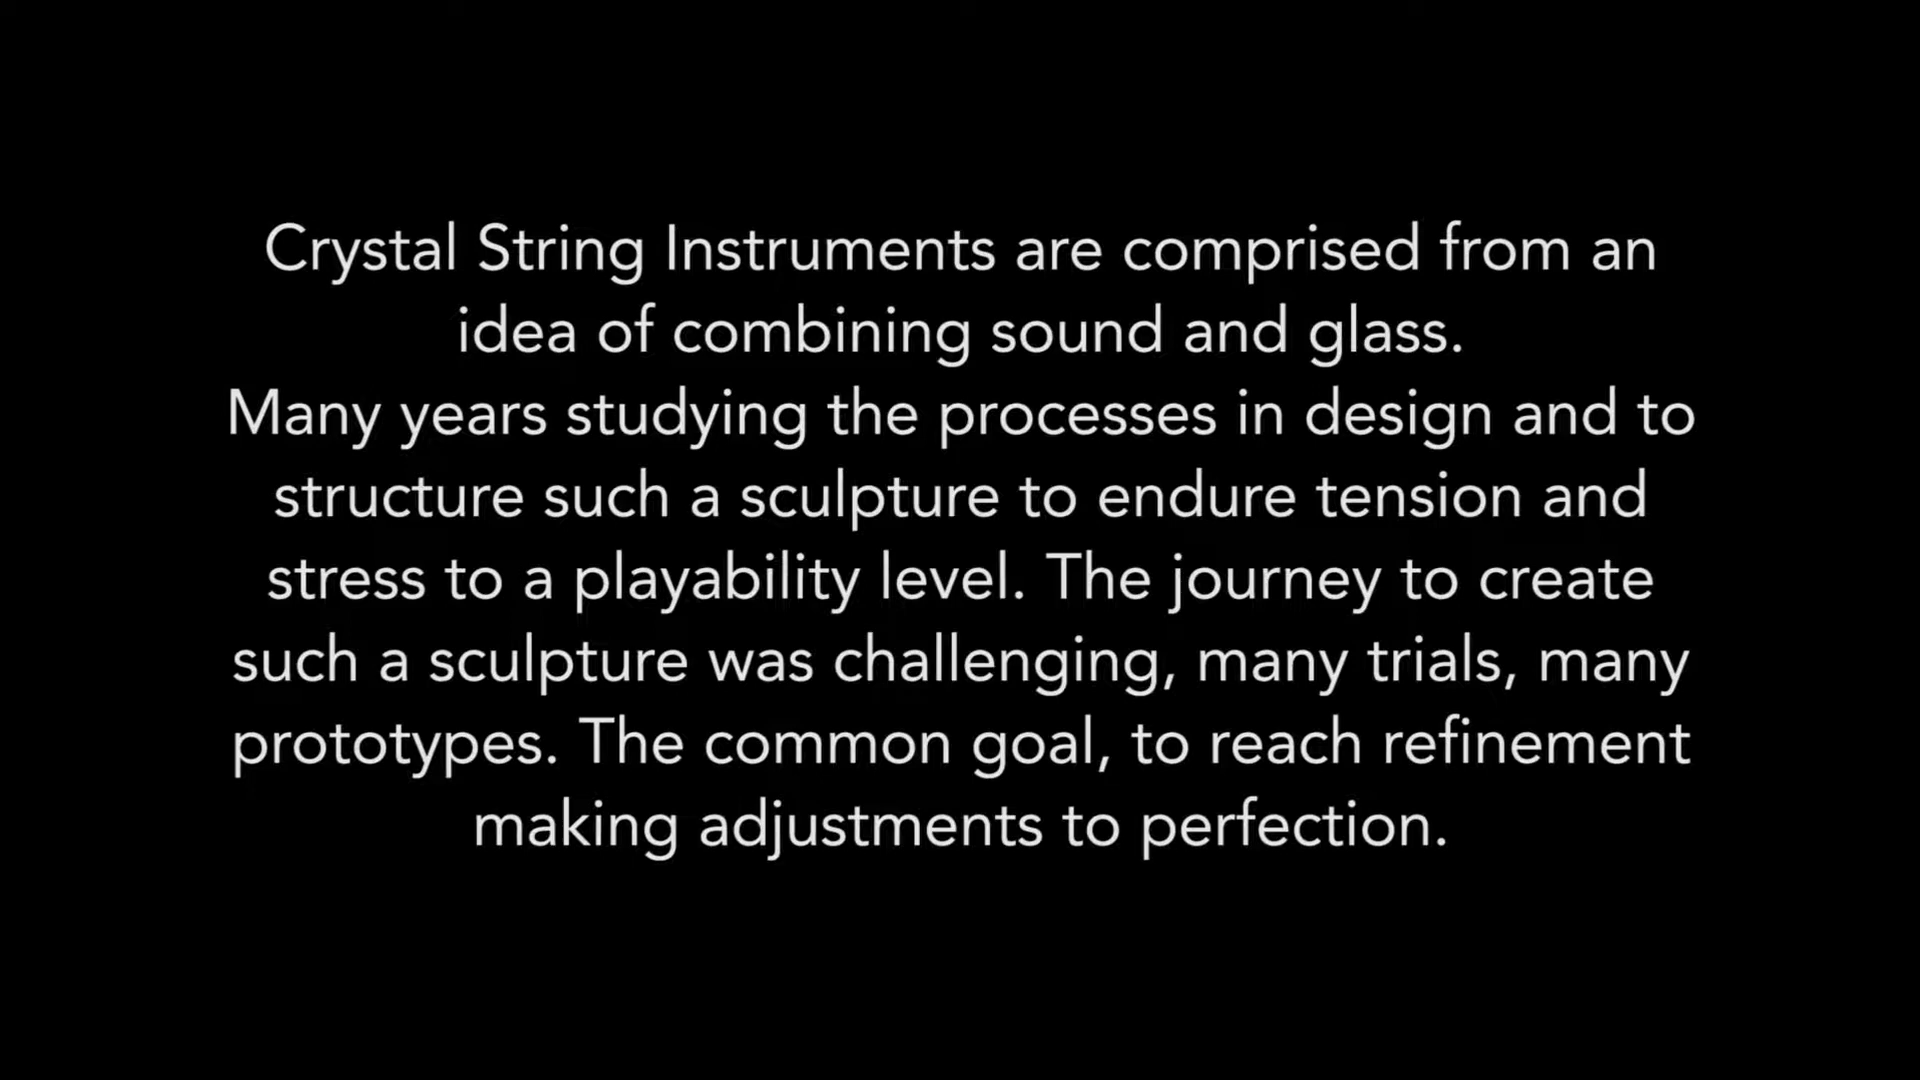 Crystal String Instruments are comprised from an
idea of combining sound and glass.
Many years studying the processes in design and to
structure such a sculpture to endure tension and
stress to a playability level. The journey to create
such a sculpture was challenging, many trials, many
prototypes. The common goal, to reach refinement
making adjustments to perfection.